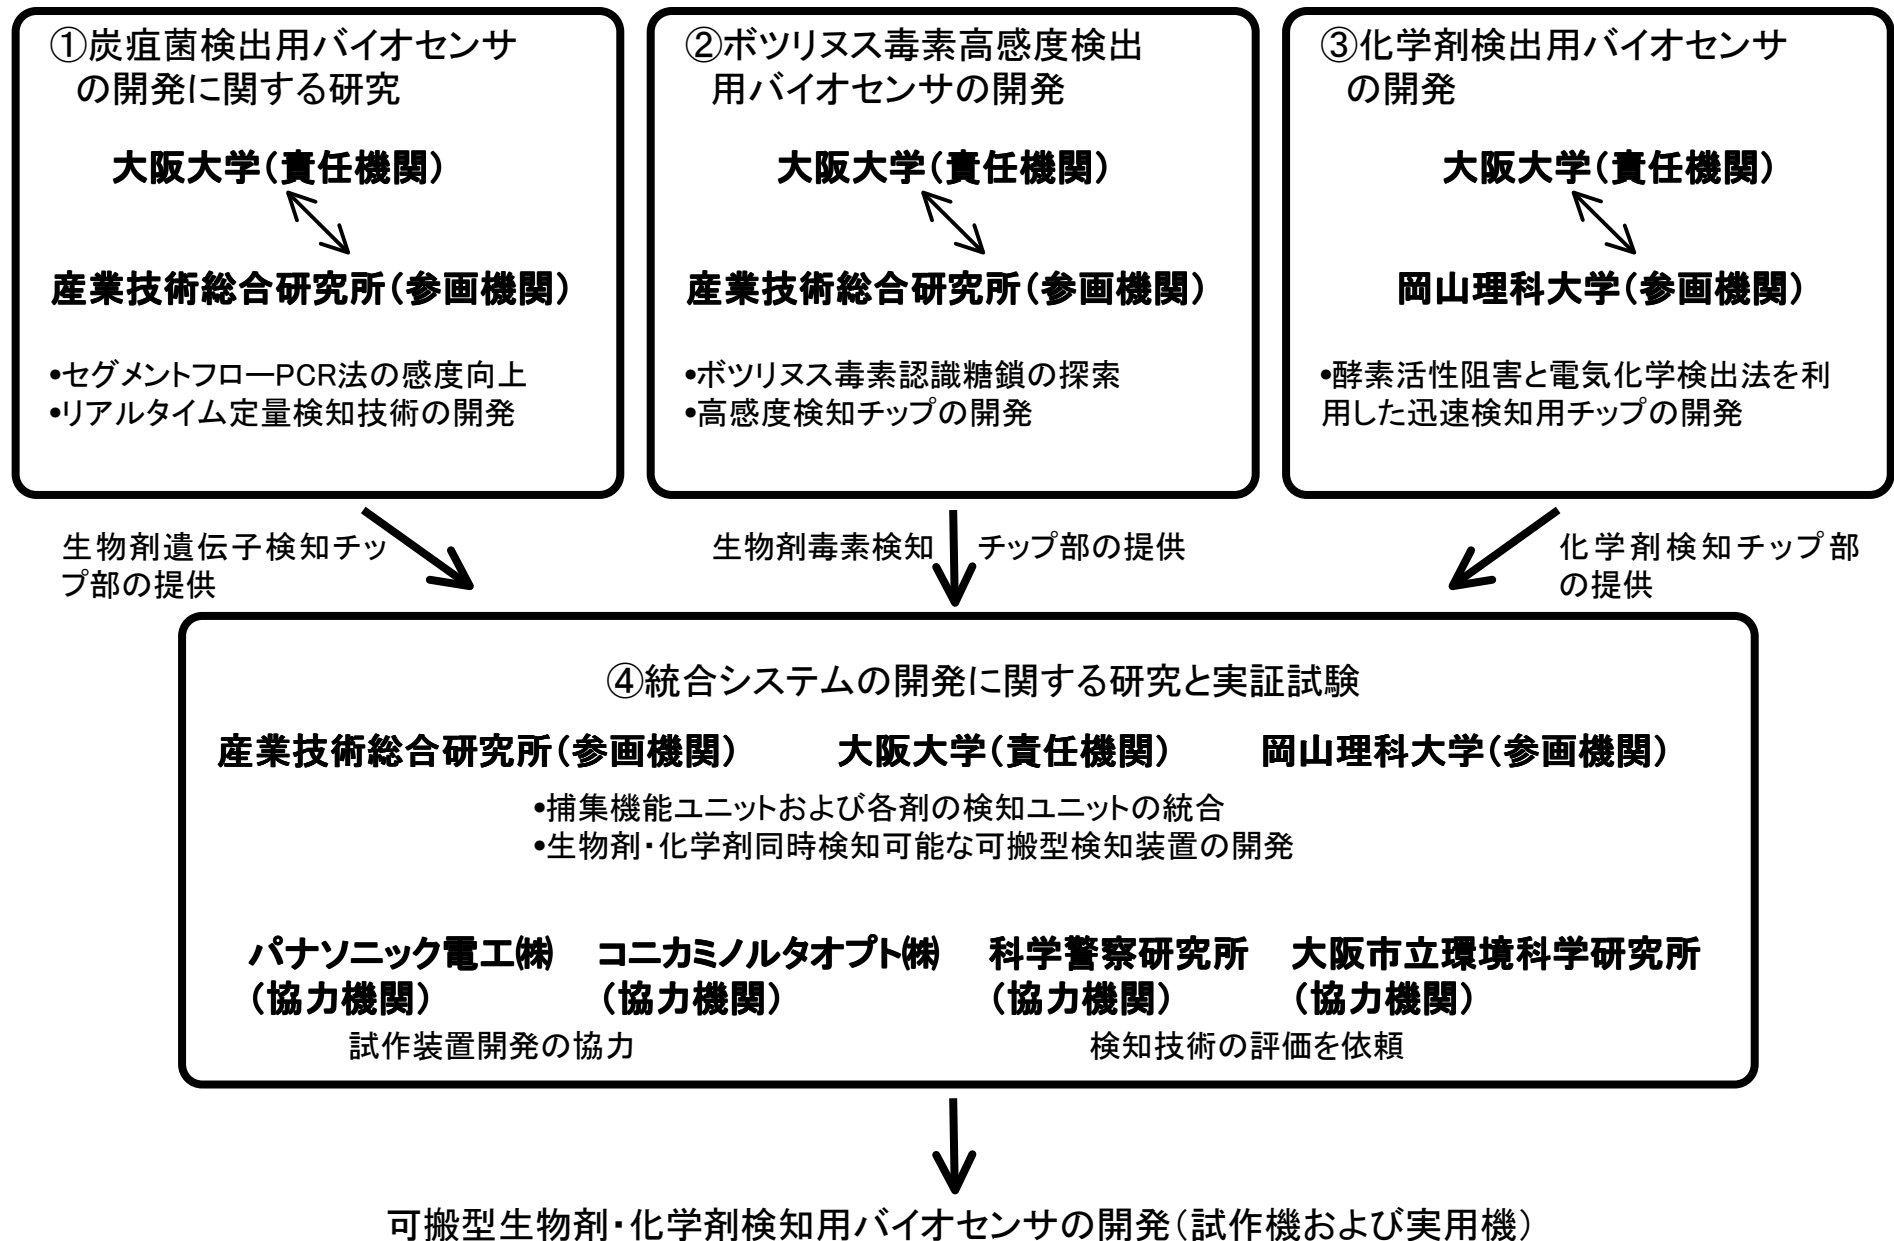 ①炭疽菌検出用バイオセンサ
の開発に関する研究
大阪大学（責任機関）
産業技術総合研究所（参画機関）
•セグメントフローPCR法の感度向上
•リアルタイム定量検知技術の開発
②ボツリヌス毒素高感度検出
用バイオセンサの開発
大阪大学（責任機関）
産業技術総合研究所（参画機関）
•ボツリヌス毒素認識糖鎖の探索
•高感度検知チップの開発
③化学剤検出用バイオセンサ
の開発
大阪大学（責任機関）
岡山理科大学（参画機関）
•酵素活性阻害と電気化学検出法を利
用した迅速検知用チップの開発
生物剤遺伝子検知チッ
プ部の提供
生物剤毒素検知 チップ部の提供
化学剤検知チップ部
の提供
④統合システムの開発に関する研究と実証試験
産業技術総合研究所（参画機関） 大阪大学（責任機関） 岡山理科大学（参画機関）
•捕集機能ユニットおよび各剤の検知ユニットの統合
•生物剤・化学剤同時検知可能な可搬型検知装置の開発
パナソニック電工㈱ コニカミノルタオプト㈱ 科学警察研究所 大阪市立環境科学研究所
（協力機関） （協力機関） （協力機関） （協力機関）
試作装置開発の協力 検知技術の評価を依頼
可搬型生物剤・化学剤検知用バイオセンサの開発（試作機および実用機）